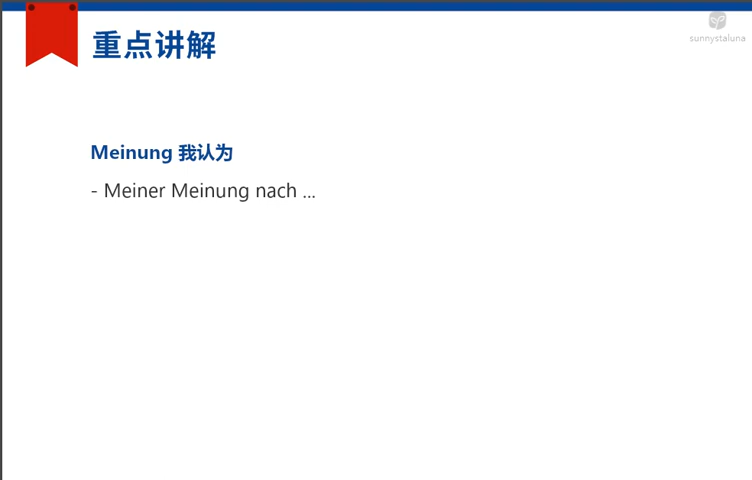 重点讲解
sunnystaluna
Meinung 我认为
- Meiner Meinung nach ...